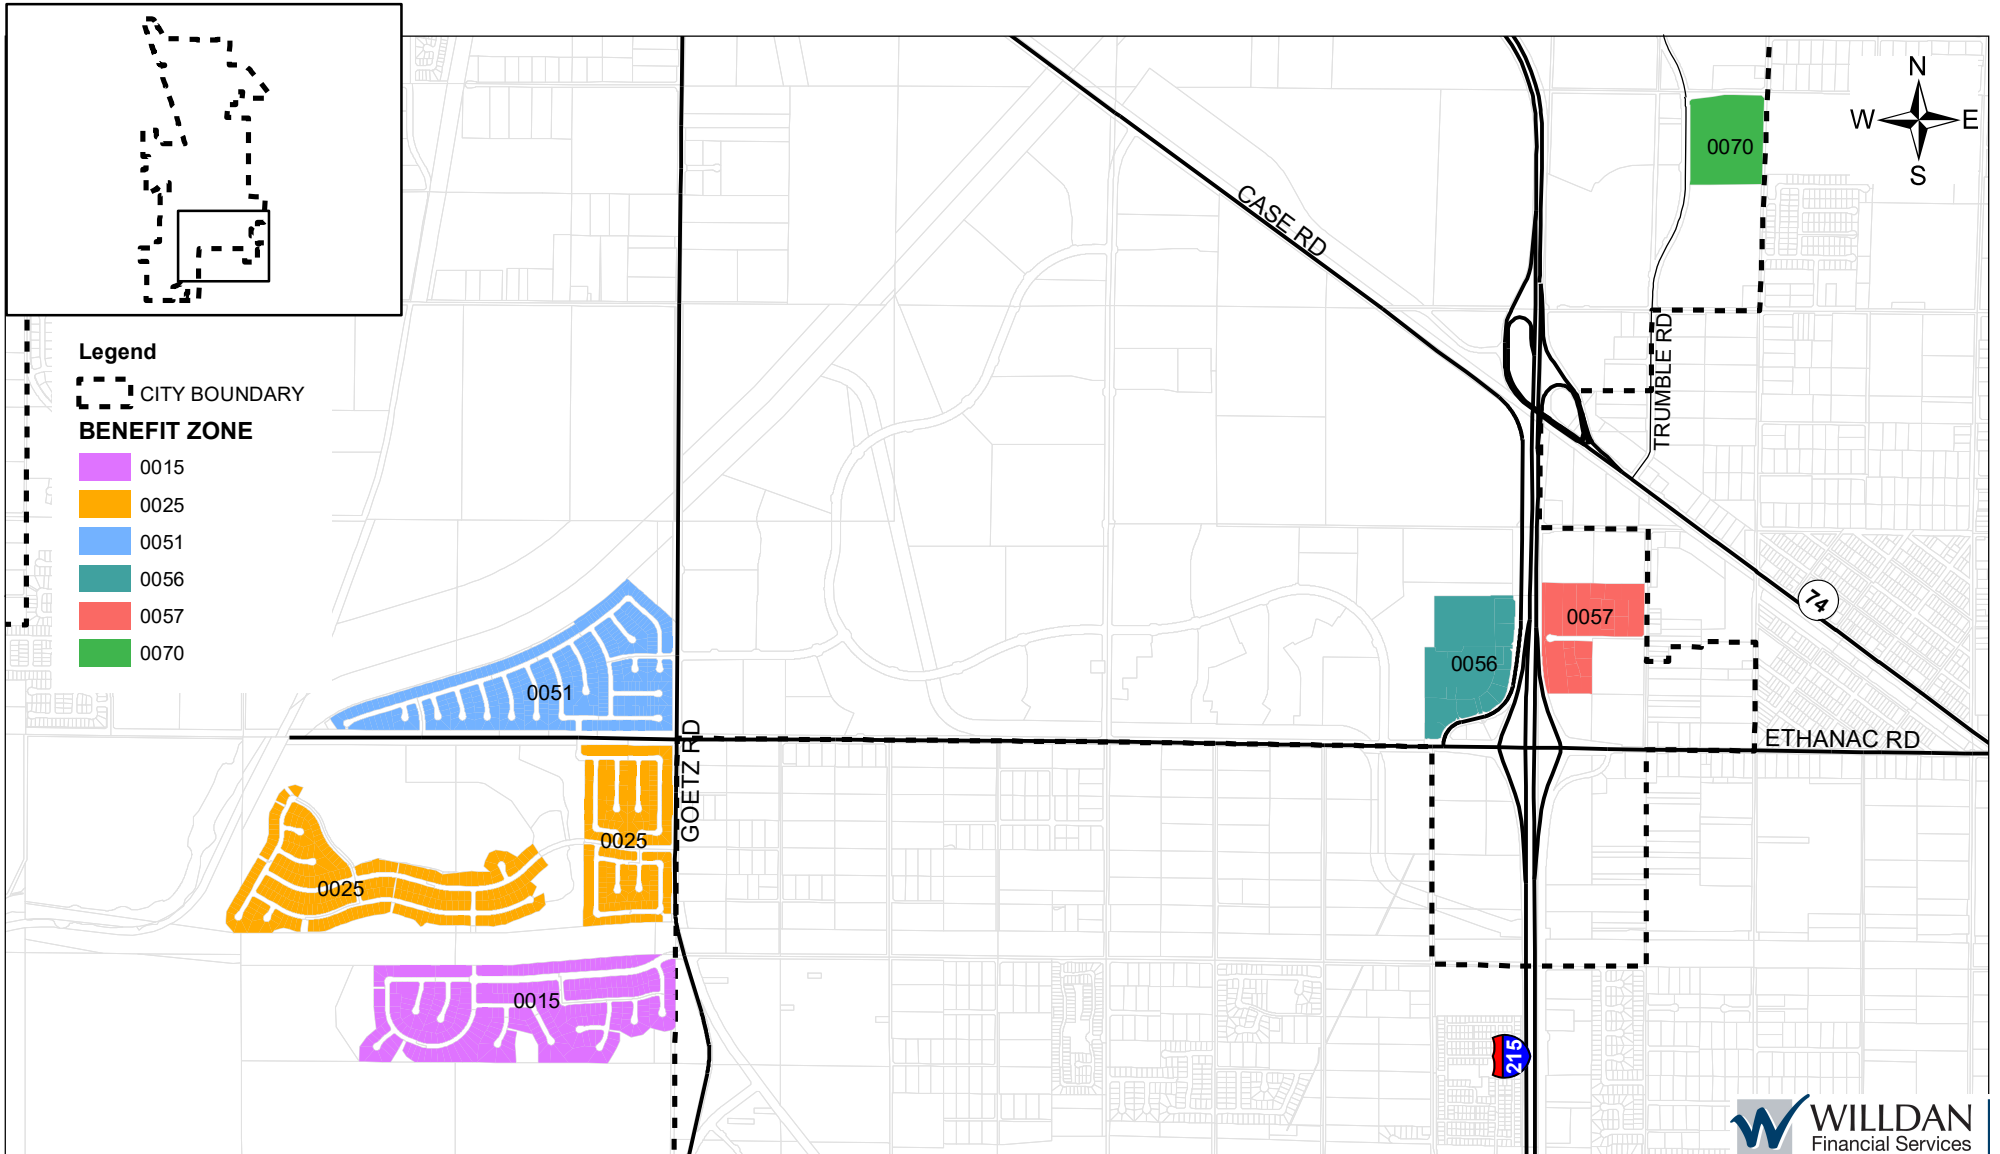 N
W E
S
0070
CASE RD
TRUMBLE RD
Legend
CITY BOUNDARY
BENEFIT ZONE
0015
0025
0051
0056
0057
0070
74
0057
0056
0051
GOETZ RD
ETHANAC RD
0025
0025
0015
215
WILLDAN
Financial Services